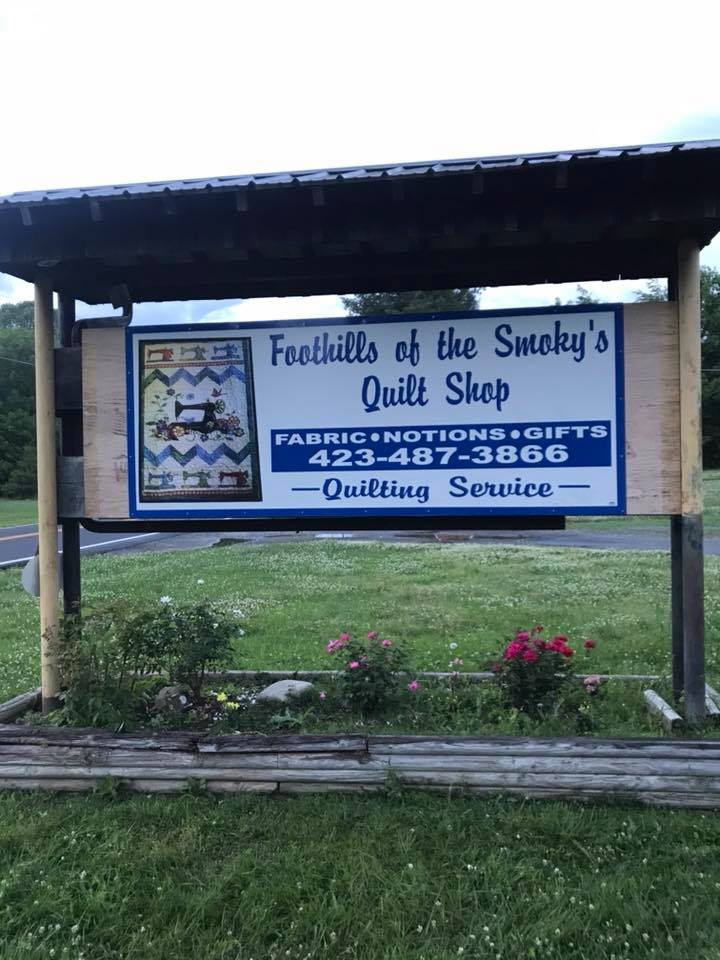 Foothills of the Smoky's
Quilt Shop
FABRIC•NOTIONS•GIFTS
423-487-3866
—Quilting Service—